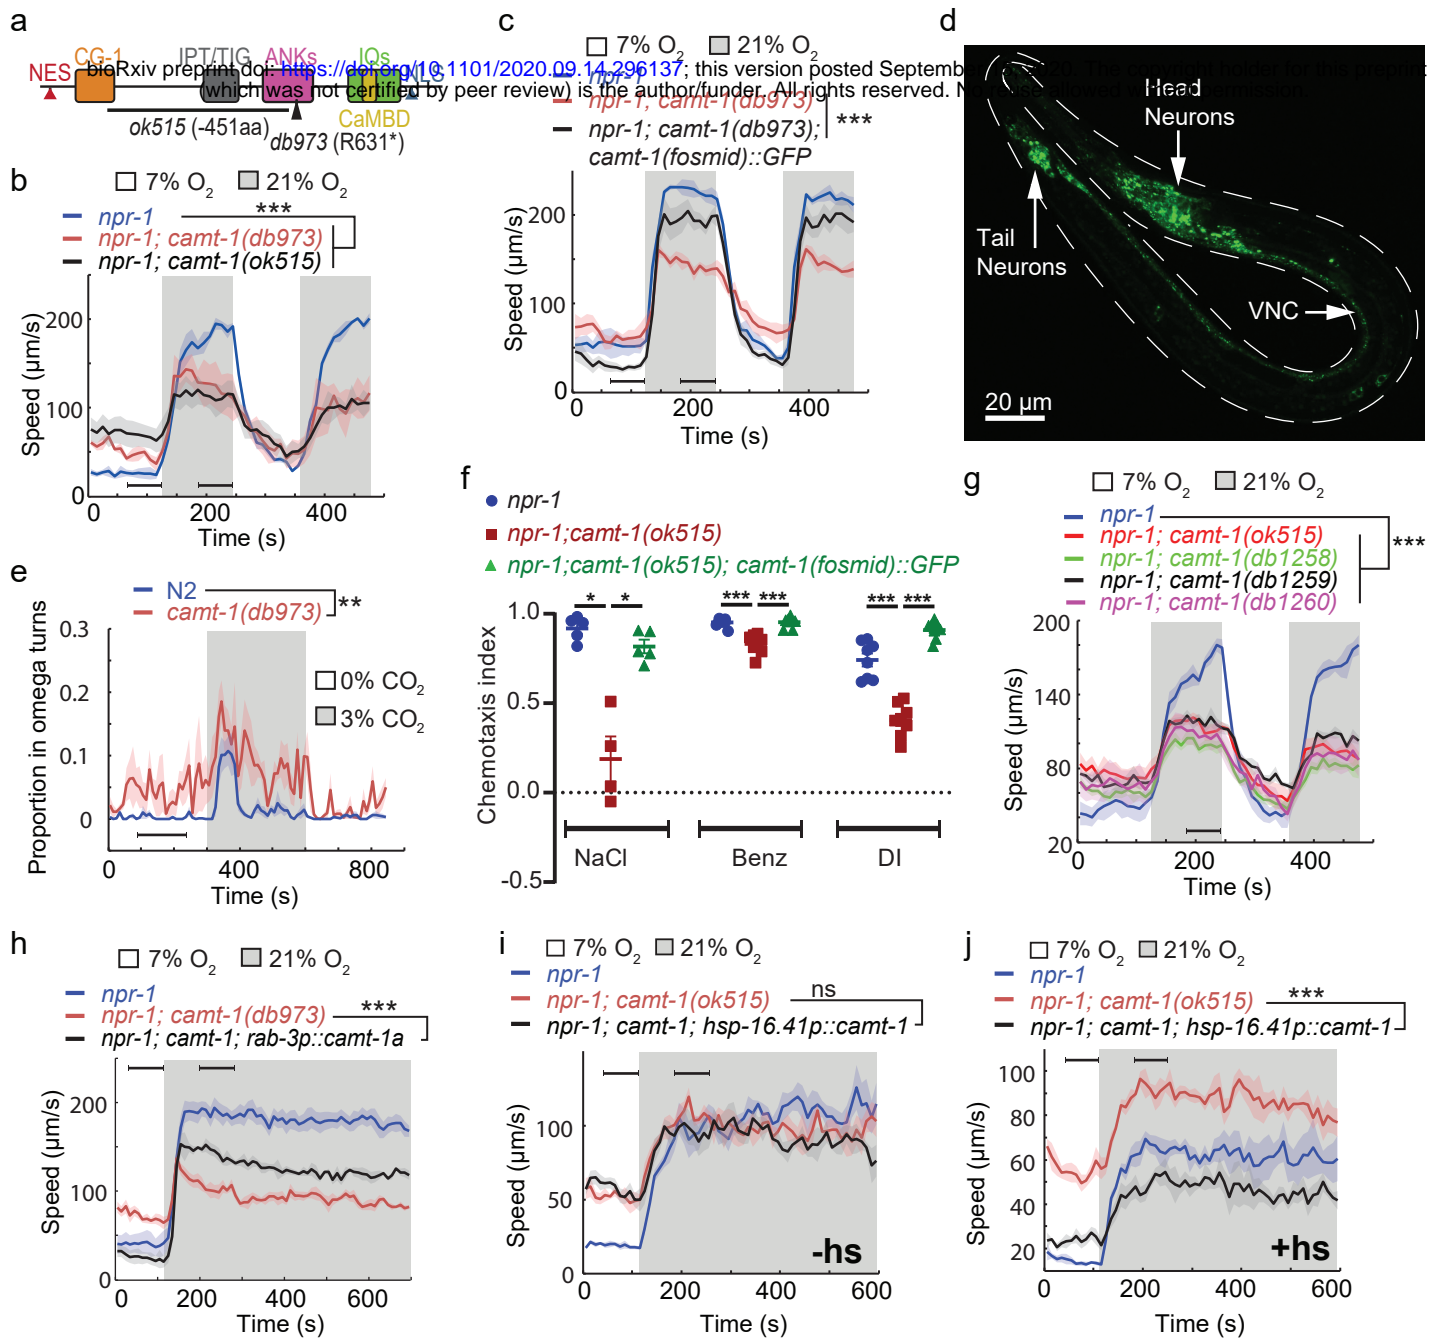 a
CG-1
IPT/TIG
ANKs
IQs
NES
NLS
bioRxiv preprint doi: https://doi.org/10.1101/2020.09.14.296137; this version posted September 15, 2020. The copyright holder for this preprint
(which was not certified by peer review) is the author/funder. All rights reserved. No reuse allowed without permission.
CaMBD
ok515 (-451aa)
db973 (R631*)
b
7% O2 21% O2
***
npr-1
npr-1; camt-1(db973)
npr-1; camt-1(ok515)
Speed (µm/s)
200
100
0
0 200 400
Time (s)
c
7% O2 21% O2
npr-1
npr-1; camt-1(db973)
npr-1; camt-1(db973);
camt-1(fosmid)::GFP
***
Speed (µm/s)
200
100
0
0 200 400
Time (s)
d
Head
Neurons
Tail
Neurons
VNC
20 µm
e
N2
camt-1(db973)
**
0% CO2
3% CO2
Proportion in omega turns
0.3
0.2
0.1
0
0 400 800
Time (s)
f
npr-1
npr-1;camt-1(ok515)
npr-1;camt-1(ok515); camt-1(fosmid)::GFP
* * *** *** *** ***
Chemotaxis index
1.0
0.5
0.0
-0.5
NaCl Benz DI
g
7% O2 21% O2
npr-1
npr-1; camt-1(ok515)
npr-1; camt-1(db1258)
npr-1; camt-1(db1259)
npr-1; camt-1(db1260)
***
Speed (µm/s)
200
140
80
20
0 200 400
Time (s)
h
7% O2 21% O2
npr-1
npr-1; camt-1(db973)
npr-1; camt-1; rab-3p::camt-1a
***
Speed (µm/s)
200
100
0
0 200 400 600
Time (s)
i
7% O2 21% O2
npr-1
npr-1; camt-1(ok515)
npr-1; camt-1; hsp-16.41p::camt-1
ns
Speed (µm/s)
100
50
0
-hs
0 200 400 600
Time (s)
j
7% O2 21% O2
npr-1
npr-1; camt-1(ok515)
npr-1; camt-1; hsp-16.41p::camt-1
***
Speed (µm/s)
100
80
60
40
20
+hs
0 200 400 600
Time (s)